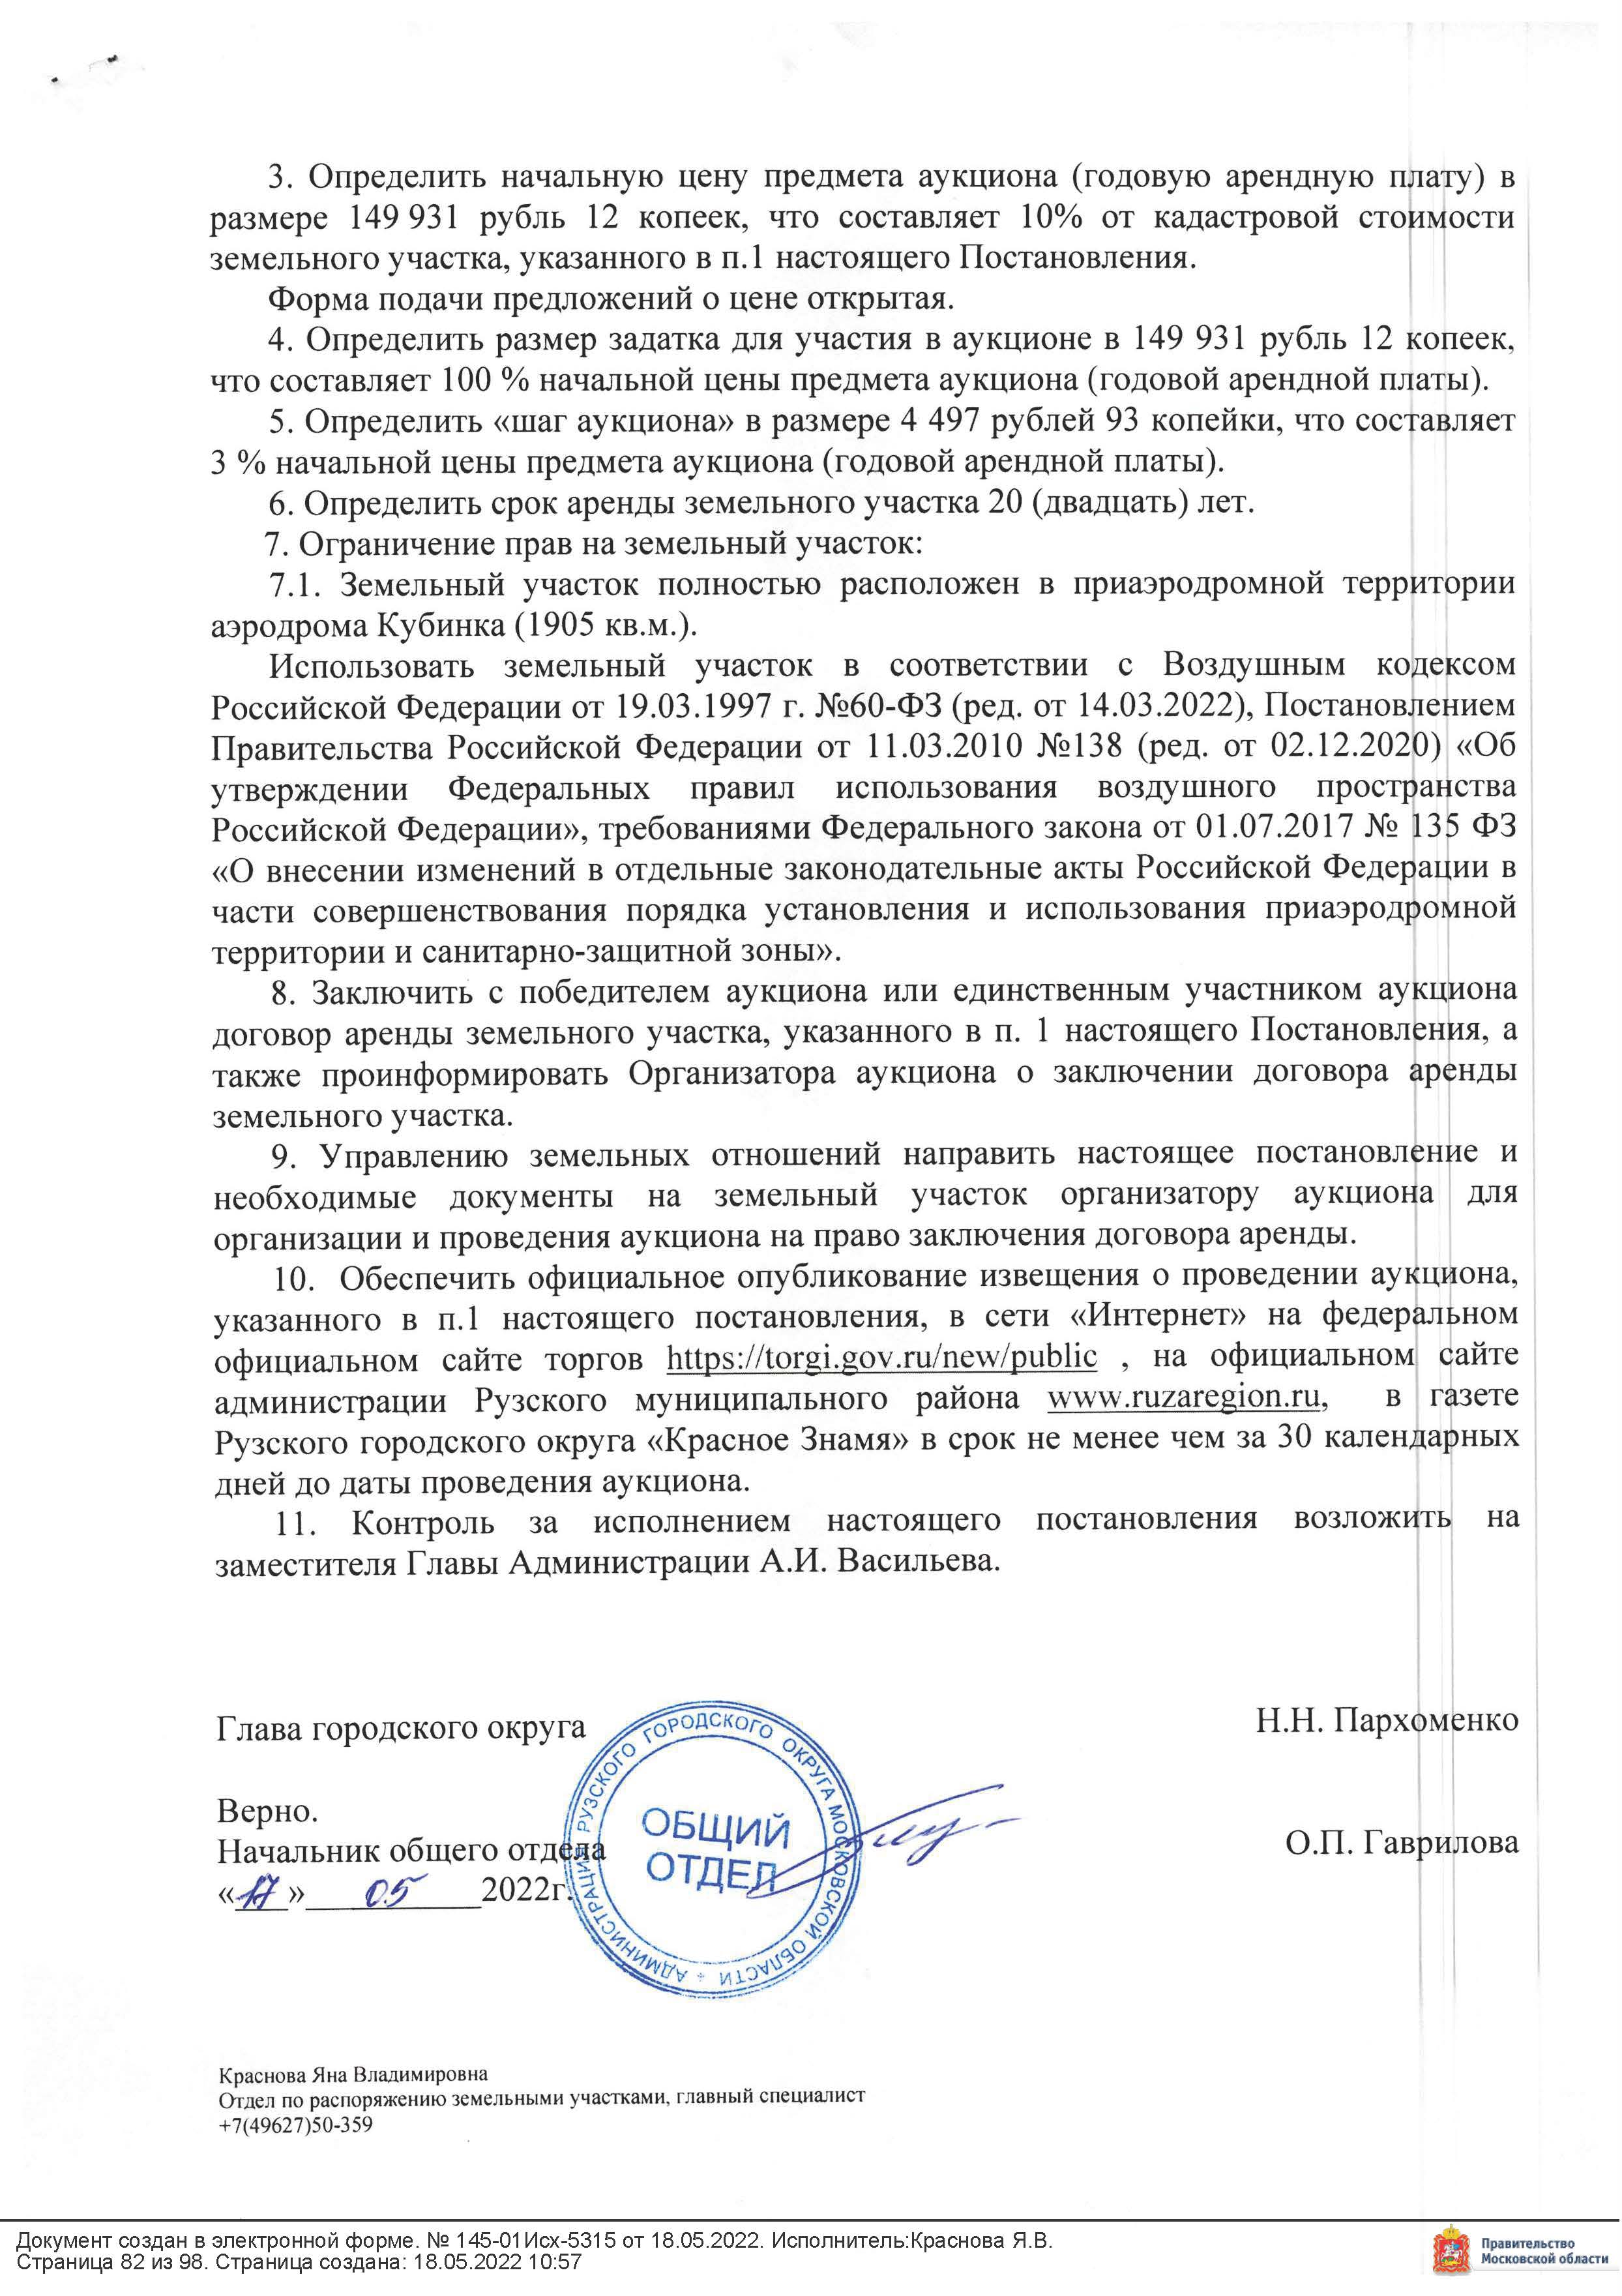 3. Определить начальную цену предмета аукциона (годовую арендную плату) в
размере 149 931 рубль 12 копеек, что составляет 10% от кадастровой стоимости
земельного участка, указанного в п.1 настоящего Постановления.
Форма подачи предложений о цене открытая.
4. Определить размер задатка для участия в аукционе в 149 931 рубль 12 копеек,
что составляет 100 % начальной цены предмета аукциона (годовой арендной платы).
5. Определить «шаг аукциона» в размере 4 497 рублей 93 копейки, что составляет
3 % начальной цены предмета аукциона (годовой арендной платы).
6. Определить срок аренды земельного участка 20 (двадцать) лет.
7. Ограничение прав на земельный участок:
7.1. Земельный участок полностью расположен в приаэродромной территории
аэродрома Кубинка (1905 кв.м.).
Использовать земельный участок в соответствии с Воздушным кодексом
Российской Федерации от 19.03.1997 г. №60-ФЗ (ред. от 14.03.2022), Постановлением
Правительства Российской Федерации от 11.03.2010 №138 (ред. от 02.12.2020) «Об
утверждении Федеральных правил использования воздушного пространства
Российской Федерации», требованиями Федерального закона от 01.07.2017 № 135 ФЗ
«О внесении изменений в отдельные законодательные акты Российской Федерации в
части совершенствования порядка установления и использования приаэродромной
территории и санитарно-защитной зоны».
8. Заключить с победителем аукциона или единственным участником аукциона
договор аренды земельного участка, указанного в п. 1 настоящего Постановления, а
также проинформировать Организатора аукциона о заключении договора аренды
земельного участка.
9. Управлению земельных отношений направить настоящее постановление и
необходимые документы на земельный участок организатору аукциона для
организации и проведения аукциона на право заключения договора аренды.
10. Обеспечить официальное опубликование извещения о проведении аукциона,
указанного в п.1 настоящего постановления, в сети «Интернет» на федеральном
официальном сайте торгов https://torgi.gov.ru/new/public , на официальном сайте
администрации Рузского муниципального района www.ruzaregion.ru, в газете
Рузского городского округа «Красное Знамя» в срок не менее чем за 30 календарных
дней до даты проведения аукциона.
11. Контроль за исполнением настоящего постановления возложить на
заместителя Главы Администрации А.И. Васильева.
Глава городского округа Н.Н. Пархоменко
Верно.
Начальник общего отдела О.П. Гаврилова
«17» 05 2022г.
АДМИНИСТРАЦИЯ РУЗСКОГО ГОРОДСКОГО ОКРУГА МОСКОВСКОЙ ОБЛАСТИ
ОБЩИЙ
ОТДЕЛ
Краснова Яна Владимировна
Отдел по распоряжению земельными участками, главный специалист
+7(49627)50-359
Документ создан в электронной форме. № 145-01Исх-5315 от 18.05.2022. Исполнитель:Краснова Я.В.
Страница 82 из 98. Страница создана: 18.05.2022 10:57
Правительство
Московской области